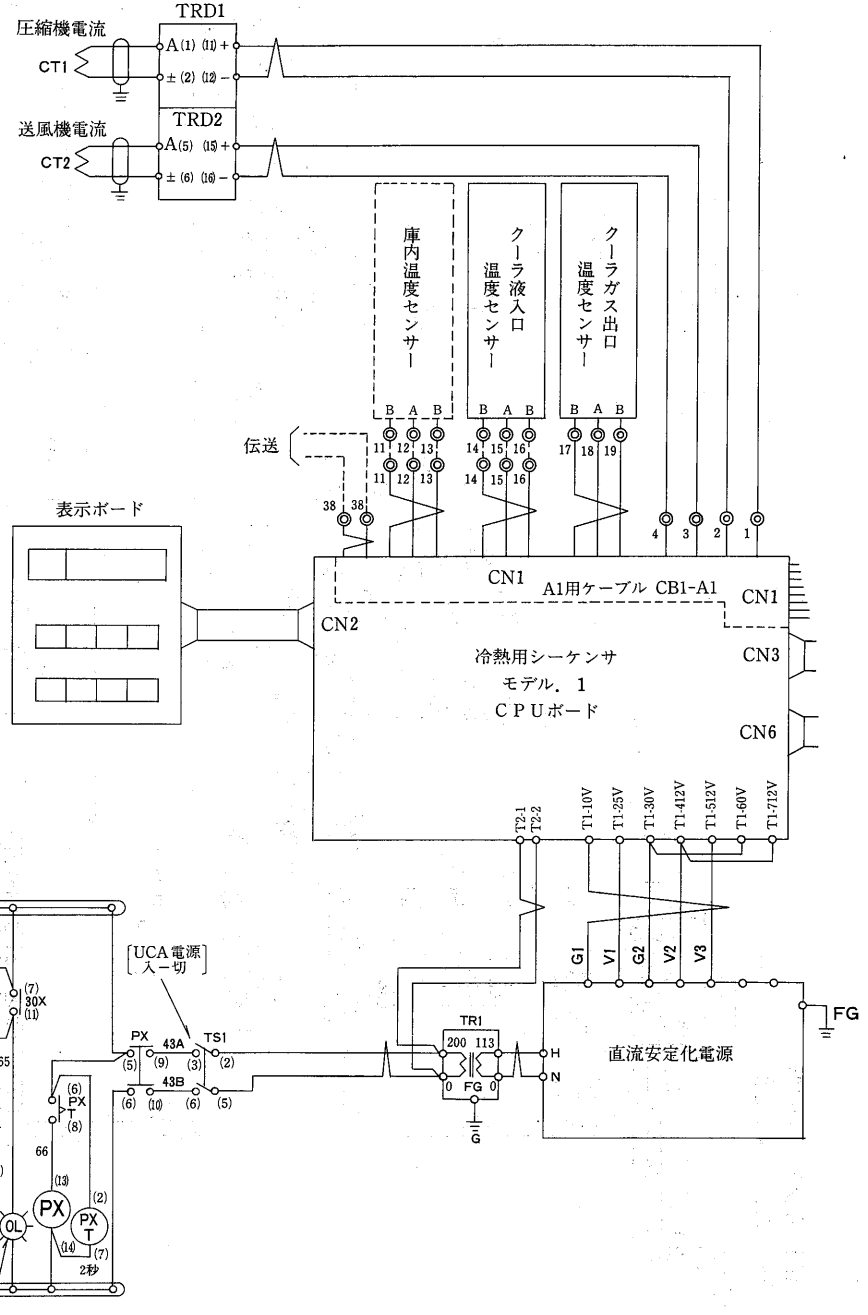 TRD1
圧縮機電流
CT1
A(1) (11)+
±(2) (12)-
TRD2
送風機電流
CT2
A(5) (15)+
±(6) (16)-
庫内温度センサー
クーラ液入口温度センサー
クーラガス出口温度センサー
B A B
B A B
B A B
11 12 13
14 15 16
17 18 19
11 12 13
14 15 16
伝送
38 38
4 3 2 1
表示ボード
CN1
A1用ケーブル CB1-A1
CN1
CN2
CN3
冷熱用シーケンサ
モデル. 1
CPUボード
CN6
T2-1
T2-2
T1-10V
T1-25V
T1-30V
T1-412V
T1-512V
T1-60V
T1-712V
G1
V1
G2
V2
V3
[UCA電源
入-切]
(7)
30X
(11)
65
PX 43A TS1
(5) (9) (3) (2)
43B
(6) (10) (6) (5)
TR1
200 113
0 FG 0
G
H
N
直流安定化電源
FG
(6)
PX
T
(8)
66
(13)
PX
(14)
(2)
PX
T
(7)
2秒
OL